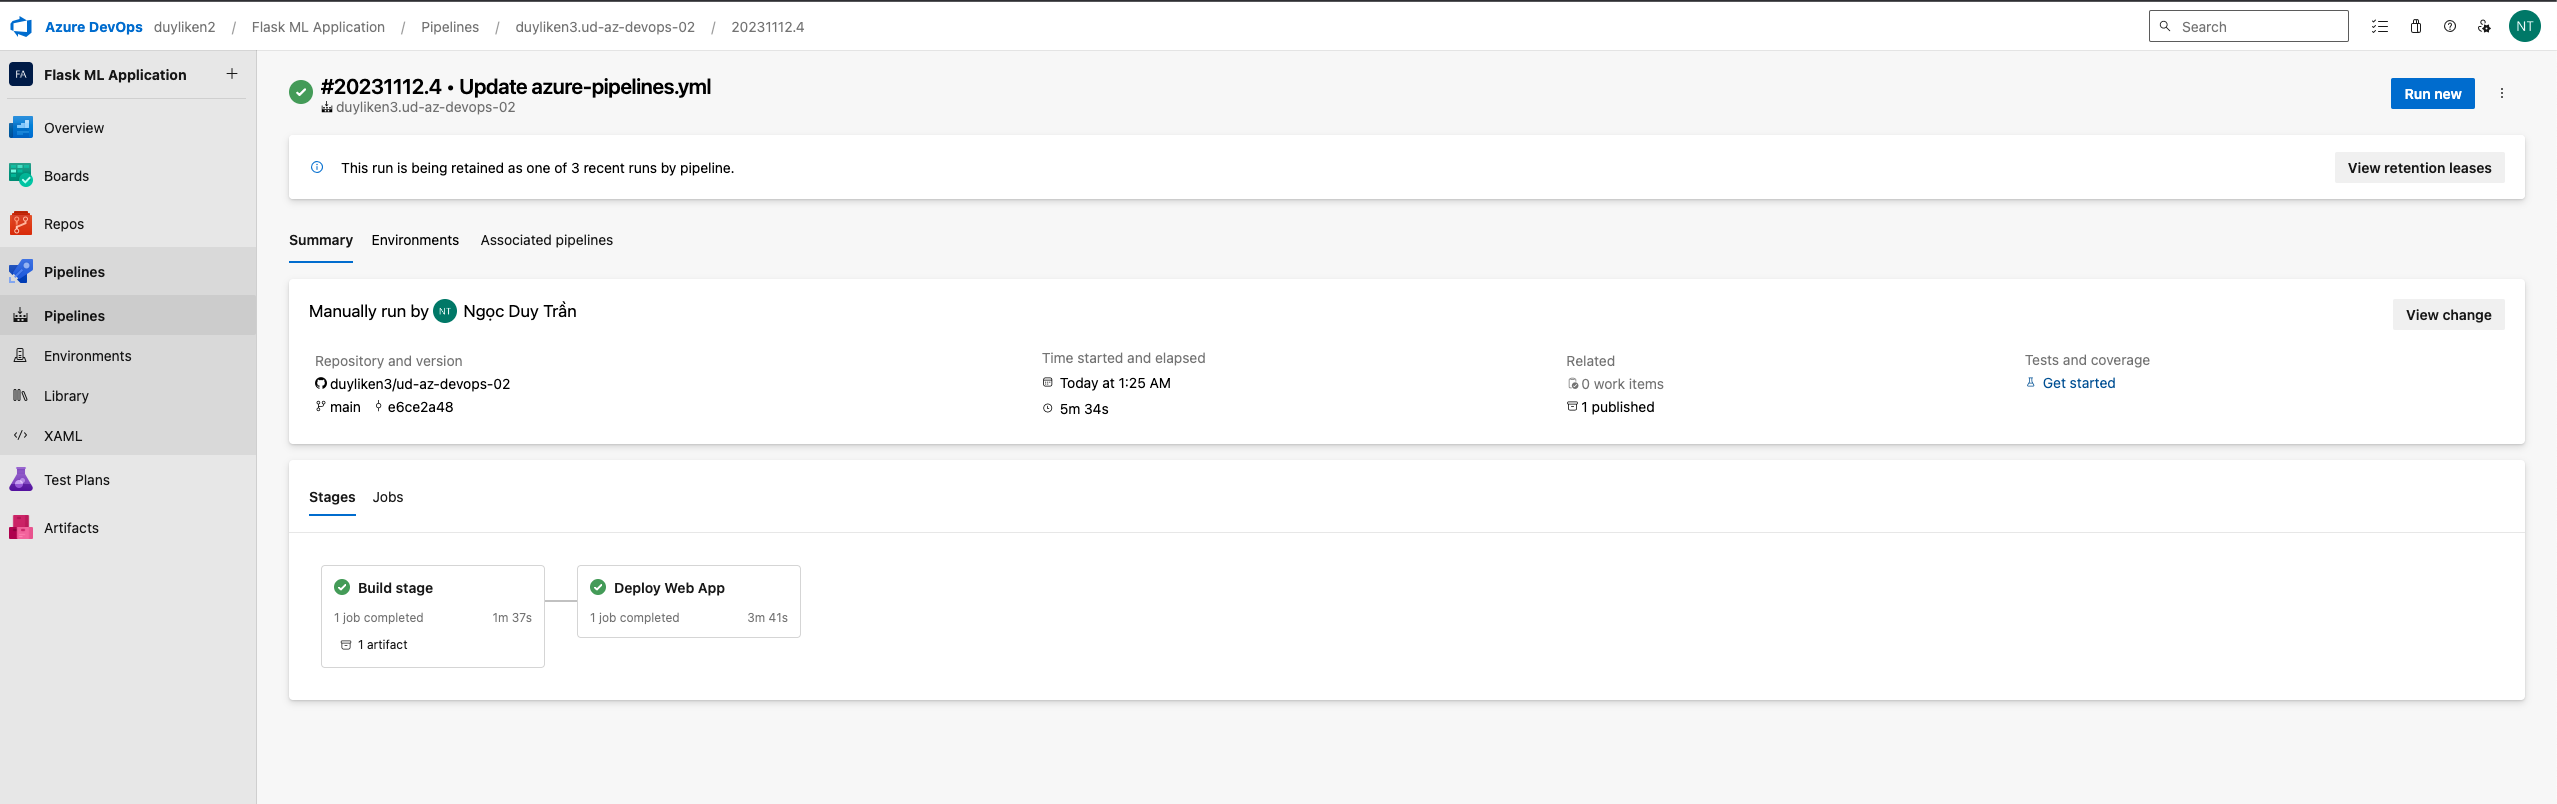 Azure DevOps duyliken2 / Flask ML Application / Pipelines / duyliken3.ud-az-devops-02 / 20231112.4
Search
NT
FA Flask ML Application +
Overview
Boards
Repos
Pipelines
Pipelines
Environments
Library
XAML
Test Plans
Artifacts
#20231112.4 • Update azure-pipelines.yml
duyliken3.ud-az-devops-02
Run new
This run is being retained as one of 3 recent runs by pipeline.
View retention leases
Summary Environments Associated pipelines
Manually run by NT Ngọc Duy Trần
View change
Repository and version
duyliken3/ud-az-devops-02
main e6ce2a48
Time started and elapsed
Today at 1:25 AM
5m 34s
Related
0 work items
1 published
Tests and coverage
Get started
Stages Jobs
Build stage
1 job completed 1m 37s
1 artifact
Deploy Web App
1 job completed 3m 41s